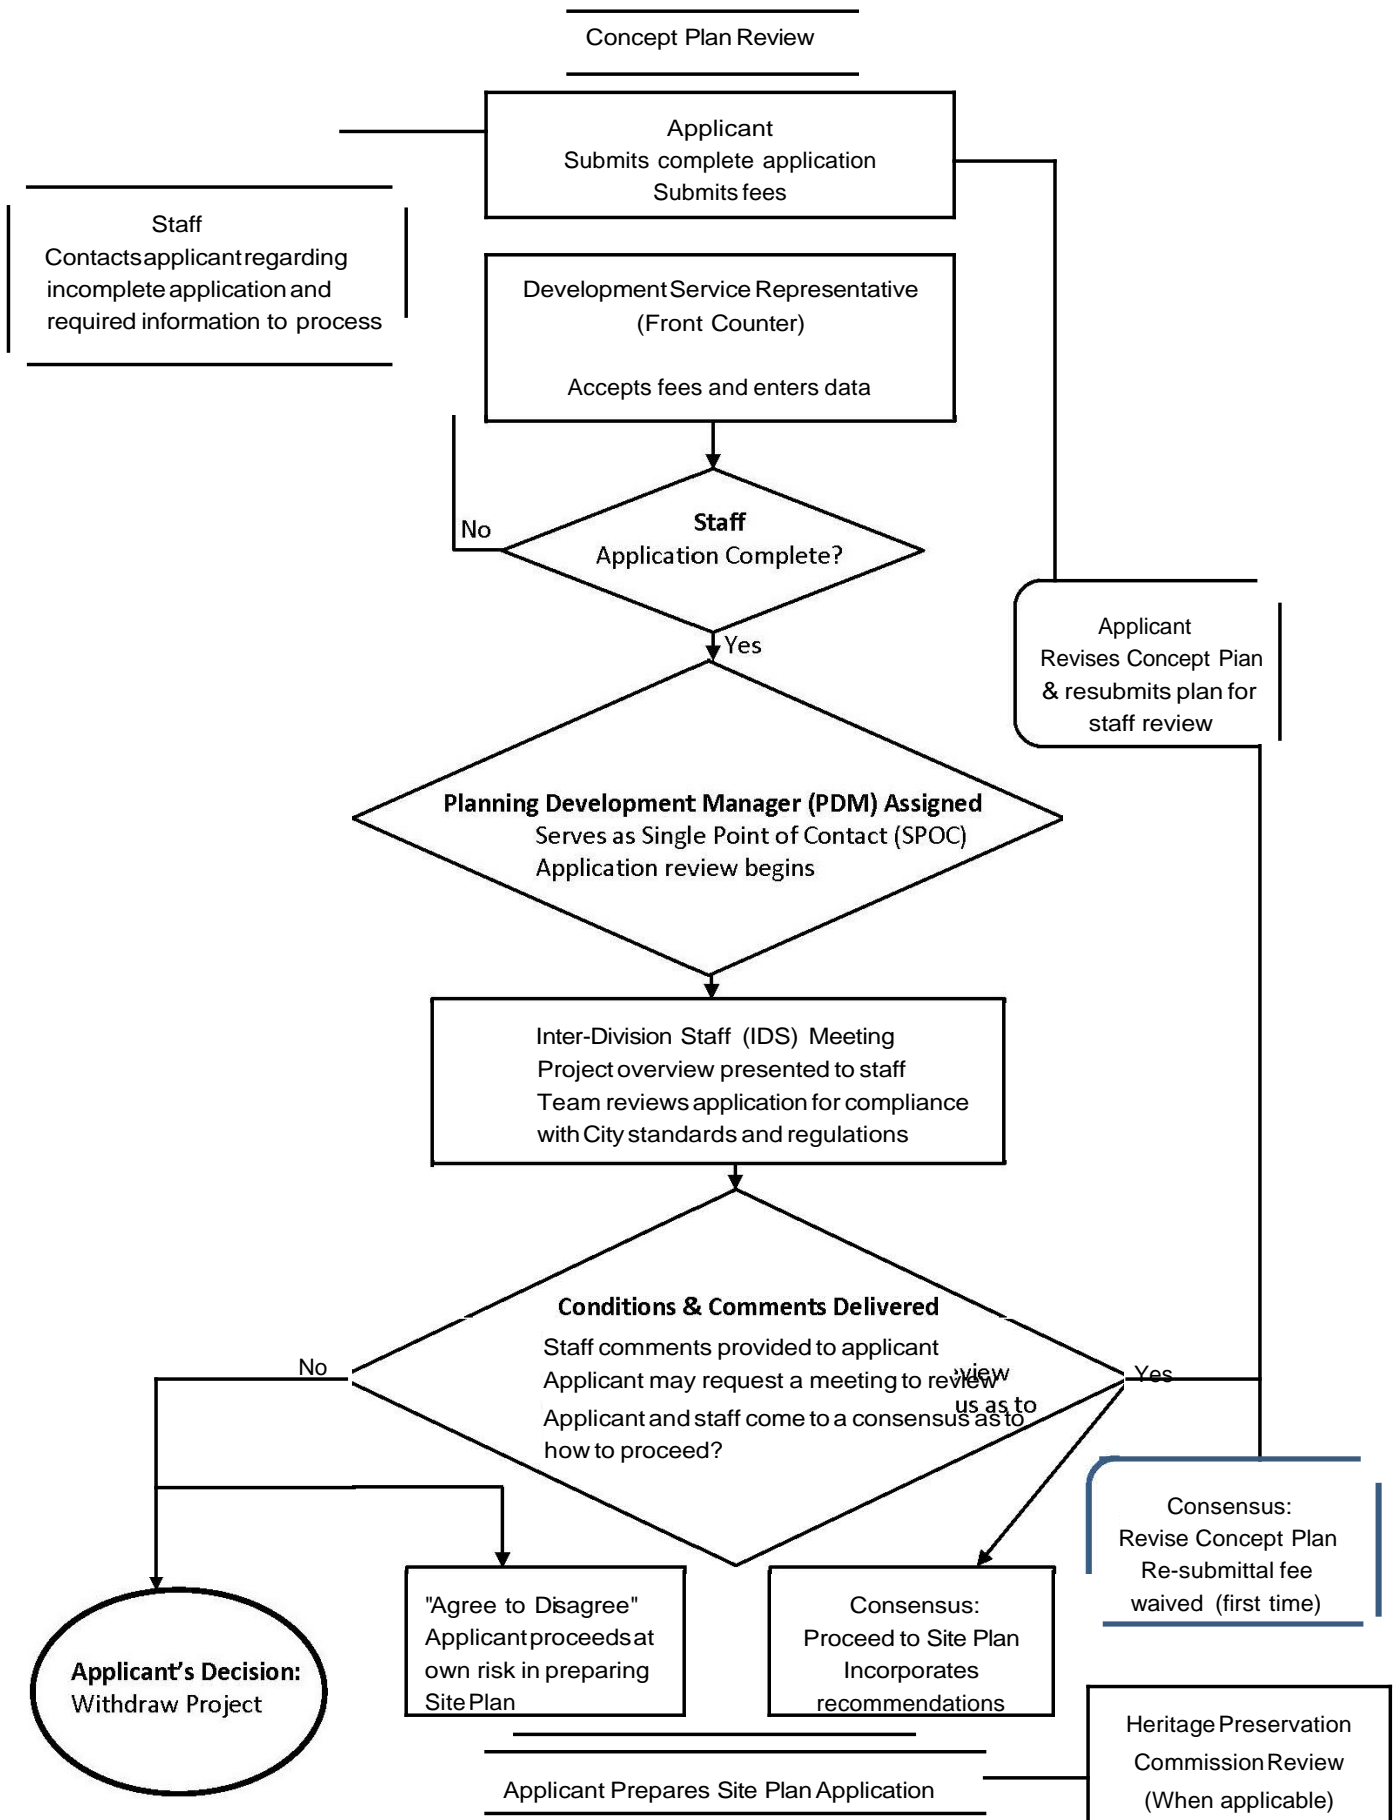 Concept Plan Review
Applicant
Submits complete application
Submits fees
Staff
Contacts applicant regarding
incomplete application and
required information to process
Development Service Representative
(Front Counter)
Accepts fees and enters data
No
Staff
Application Complete?
Yes
Applicant
Revises Concept Plan
& resubmits plan for
staff review
Planning Development Manager (PDM) Assigned
Serves as Single Point of Contact (SPOC)
Application review begins
Inter-Division Staff (IDS) Meeting
Project overview presented to staff
Team reviews application for compliance
with City standards and regulations
Conditions & Comments Delivered
Staff comments provided to applicant
Applicant may request a meeting to review
view
us as to
Applicant and staff come to a consensus as to
how to proceed?
No
Yes
Consensus:
Revise Concept Plan
Re-submittal fee
waived (first time)
Applicant's Decision:
Withdraw Project
"Agree to Disagree"
Applicant proceeds at
own risk in preparing
Site Plan
Consensus:
Proceed to Site Plan
Incorporates
recommendations
Heritage Preservation
Commission Review
(When applicable)
Applicant Prepares Site Plan Application